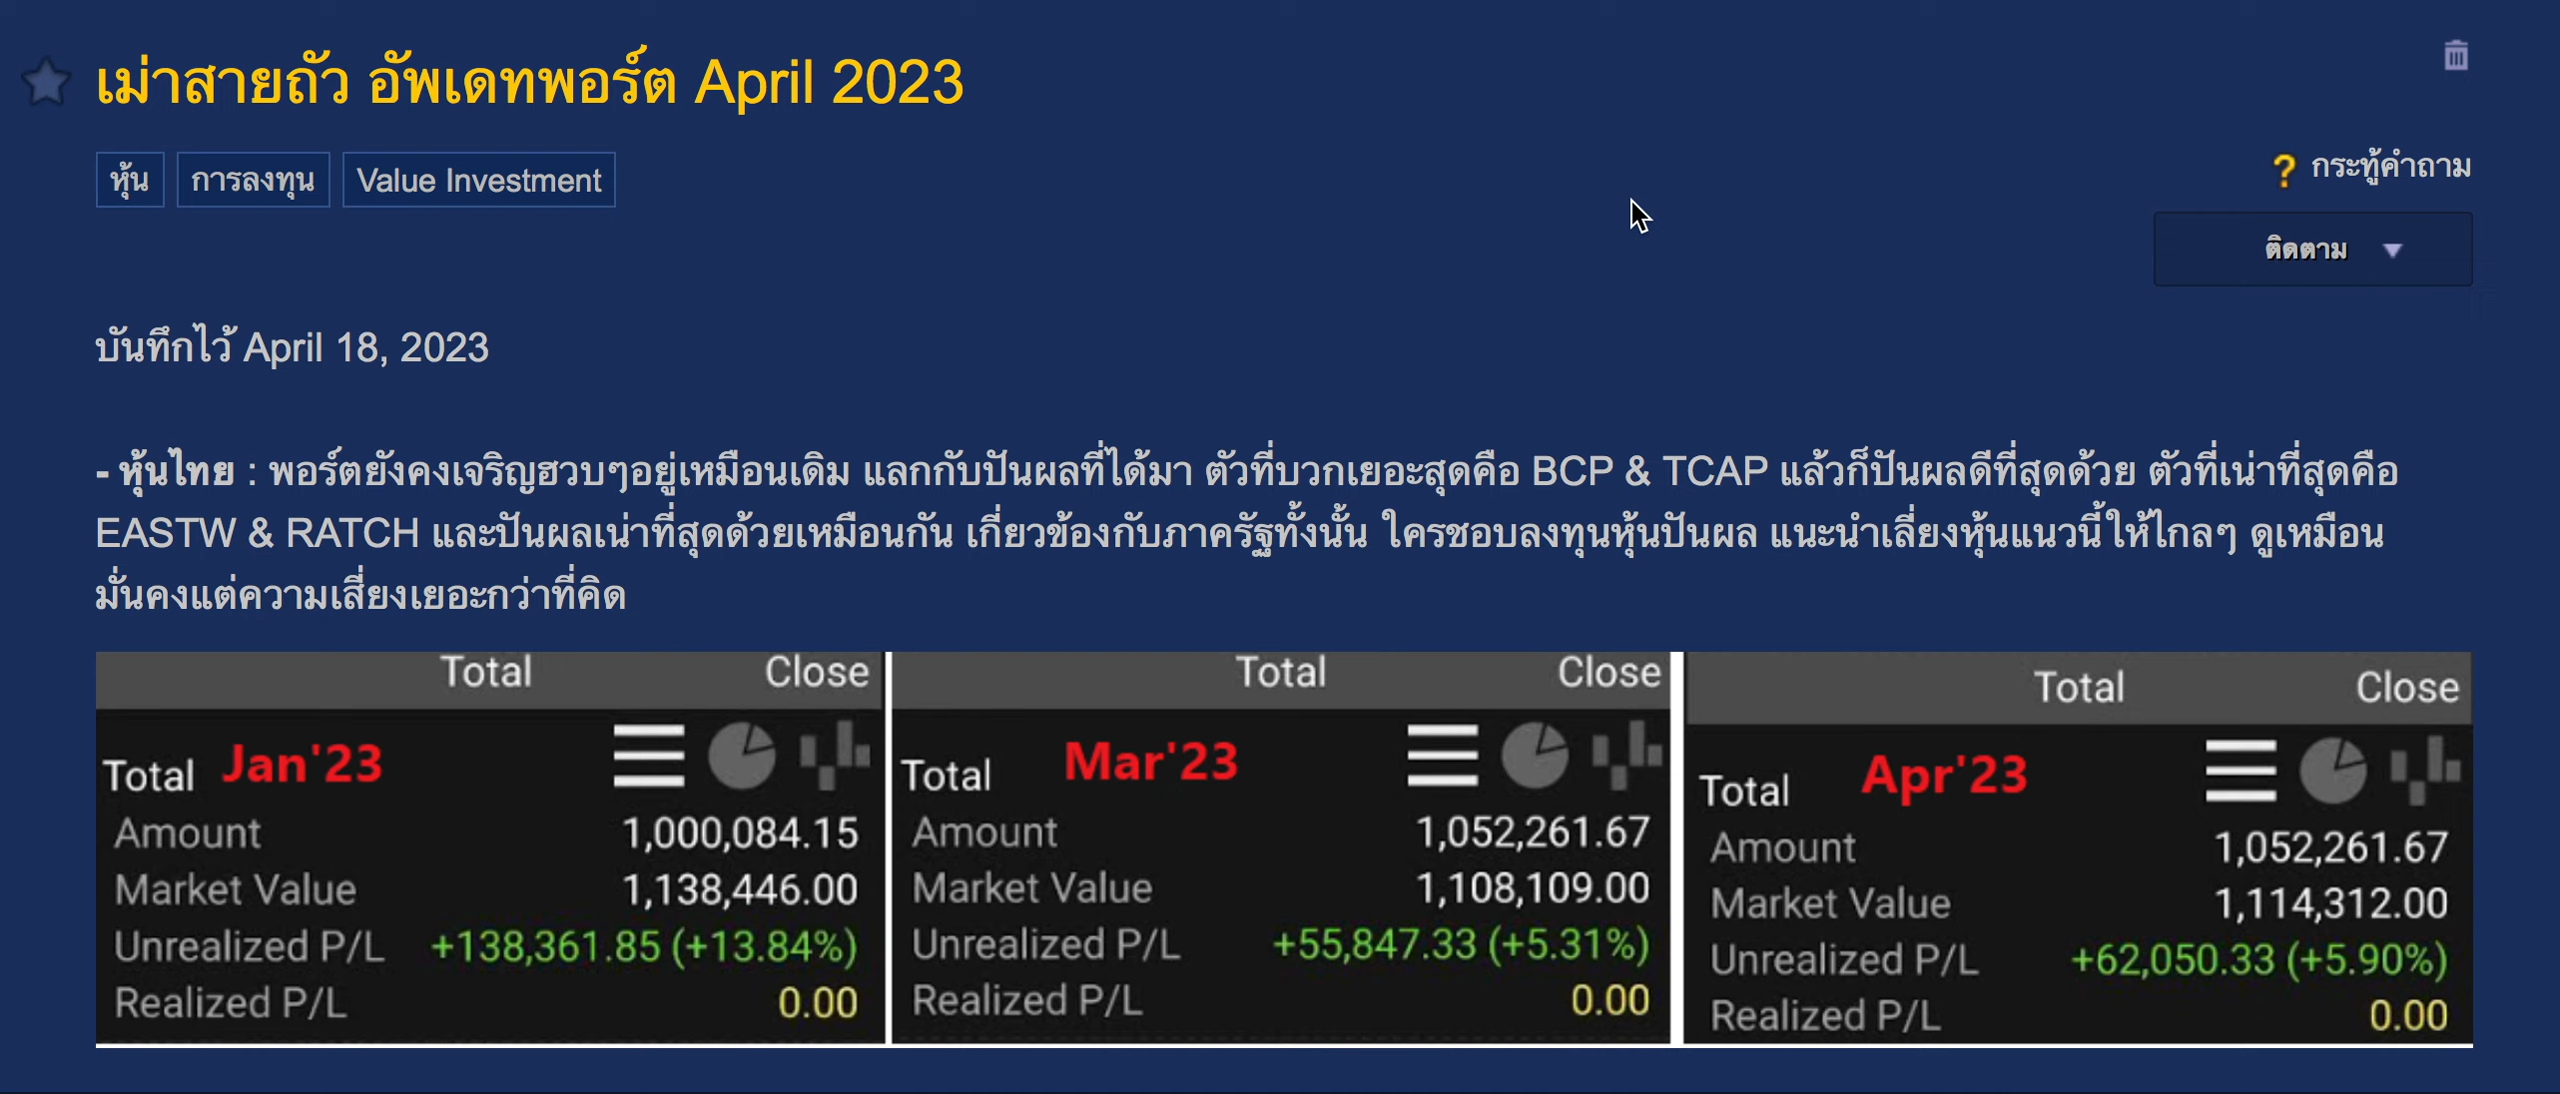 เม่าสายถัว อัพเดทพอร์ต April 2023
หุ้น การลงทุน Value Investment
กระทู้คำถาม
ติดตาม
บันทึกไว้ April 18, 2023
- หุ้นไทย : พอร์ตยังคงเจริญฮวบๆอยู่เหมือนเดิม แลกกับปันผลที่ได้มา ตัวที่บวกเยอะสุดคือ BCP & TCAP แล้วก็ปันผลดีที่สุดด้วย ตัวที่เน่าที่สุดคือ
EASTW & RATCH และปันผลเน่าที่สุดด้วยเหมือนกัน เกี่ยวข้องกับภาครัฐทั้งนั้น ใครชอบลงทุนหุ้นปันผล แนะนำเลี่ยงหุ้นแนวนี้ให้ไกลๆ ดูเหมือน
มั่นคงแต่ความเสี่ยงเยอะกว่าที่คิด
Total Close
Total Jan'23
Amount 1,000,084.15
Market Value 1,138,446.00
Unrealized P/L +138,361.85 (+13.84%)
Realized P/L 0.00
Total Close
Total Mar'23
Amount 1,052,261.67
Market Value 1,108,109.00
Unrealized P/L +55,847.33 (+5.31%)
Realized P/L 0.00
Total Close
Total Apr'23
Amount 1,052,261.67
Market Value 1,114,312.00
Unrealized P/L +62,050.33 (+5.90%)
Realized P/L 0.00